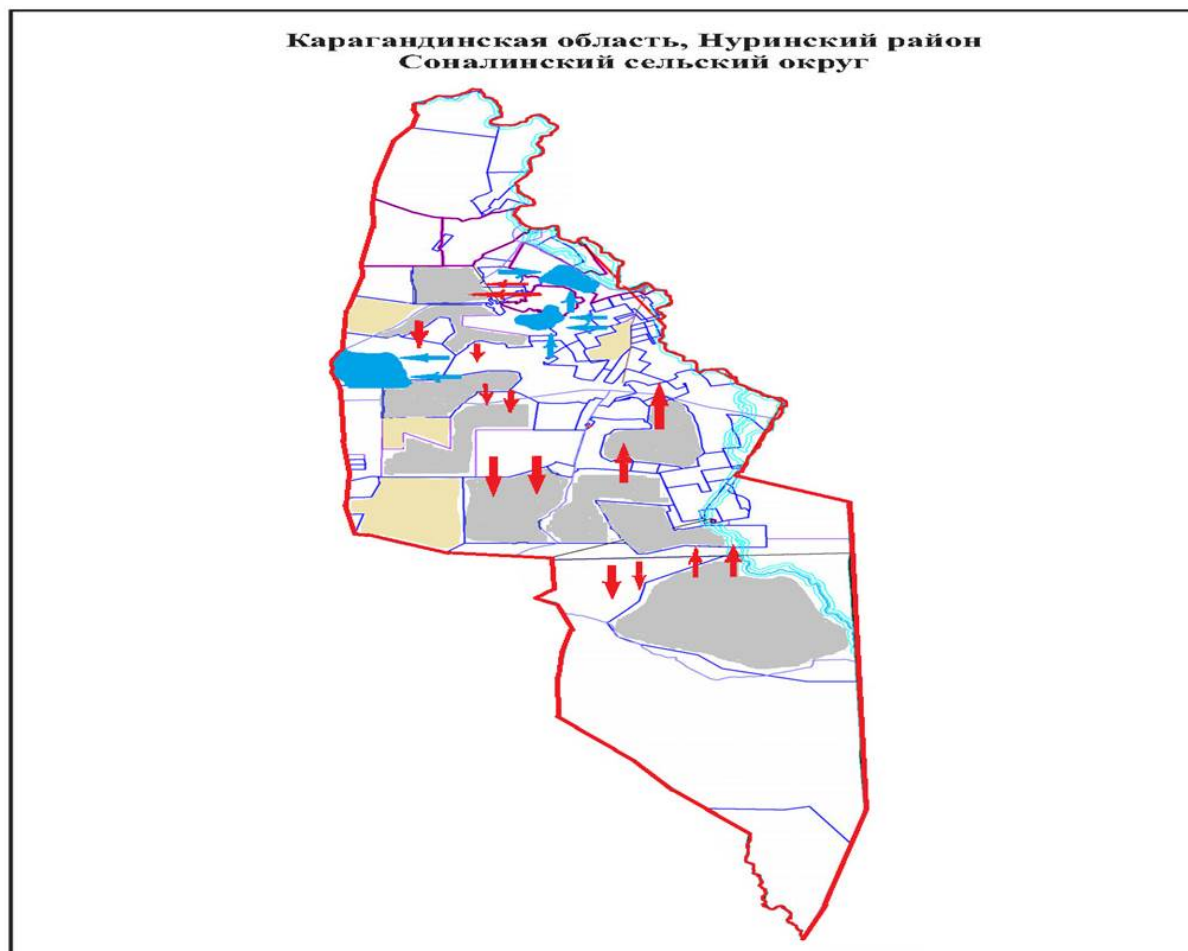 Карагандинская область, Нуринский район
Соналинский сельский округ